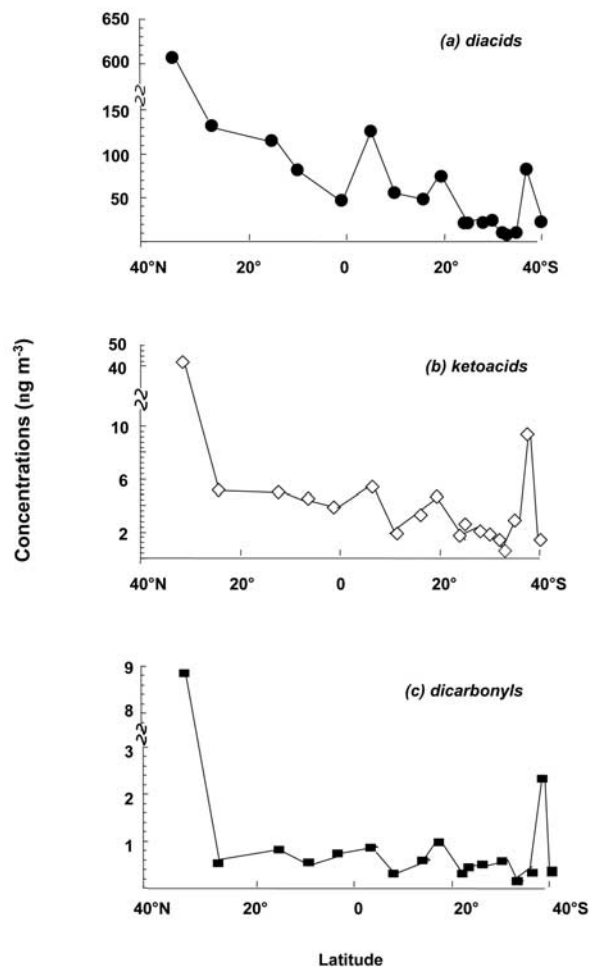 650
(a) diacids
600
150
100
50
40°N 20° 0 20° 40°S
50
40
(b) ketoacids
10
6
2
40°N 20° 0 20° 40°S
Concentrations (ng m-3)
9
(c) dicarbonyls
8
3
2
1
40°N 20° 0 20° 40°S
Latitude